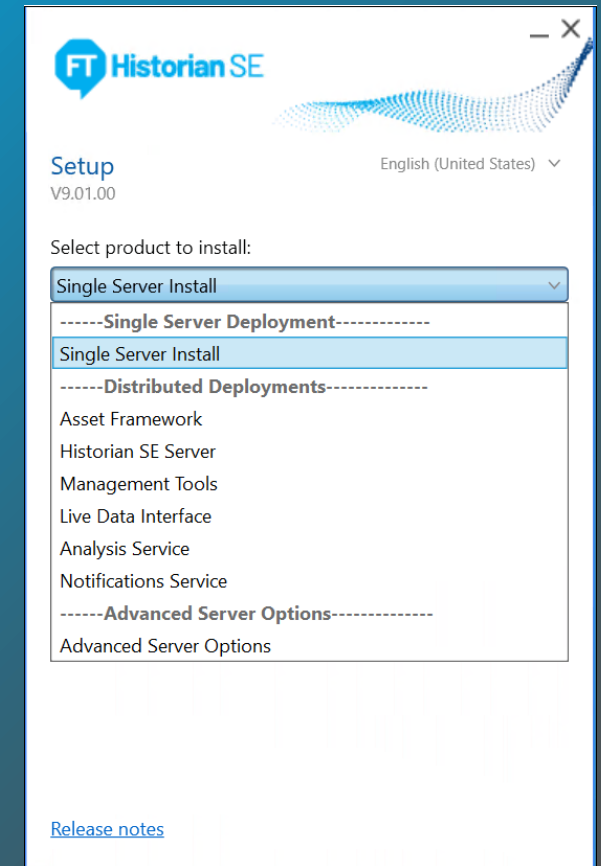 FT Historian SE
Setup
English (United States)
V9.01.00
Select product to install:
Single Server Install
------Single Server Deployment-------------
Single Server Install
------Distributed Deployments--------------
Asset Framework
Historian SE Server
Management Tools
Live Data Interface
Analysis Service
Notifications Service
------Advanced Server Options--------------
Advanced Server Options
Release notes